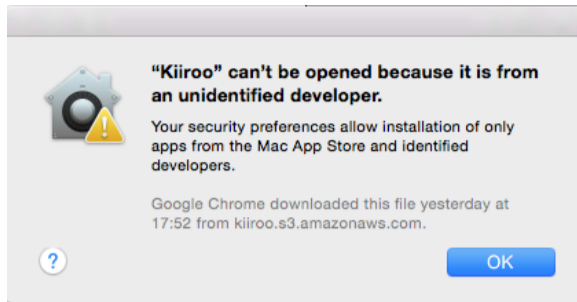 “Kiiroo” can’t be opened because it is from
an unidentified developer.
Your security preferences allow installation of only
apps from the Mac App Store and identified
developers.
Google Chrome downloaded this file yesterday at
17:52 from kiiroo.s3.amazonaws.com.
?
OK